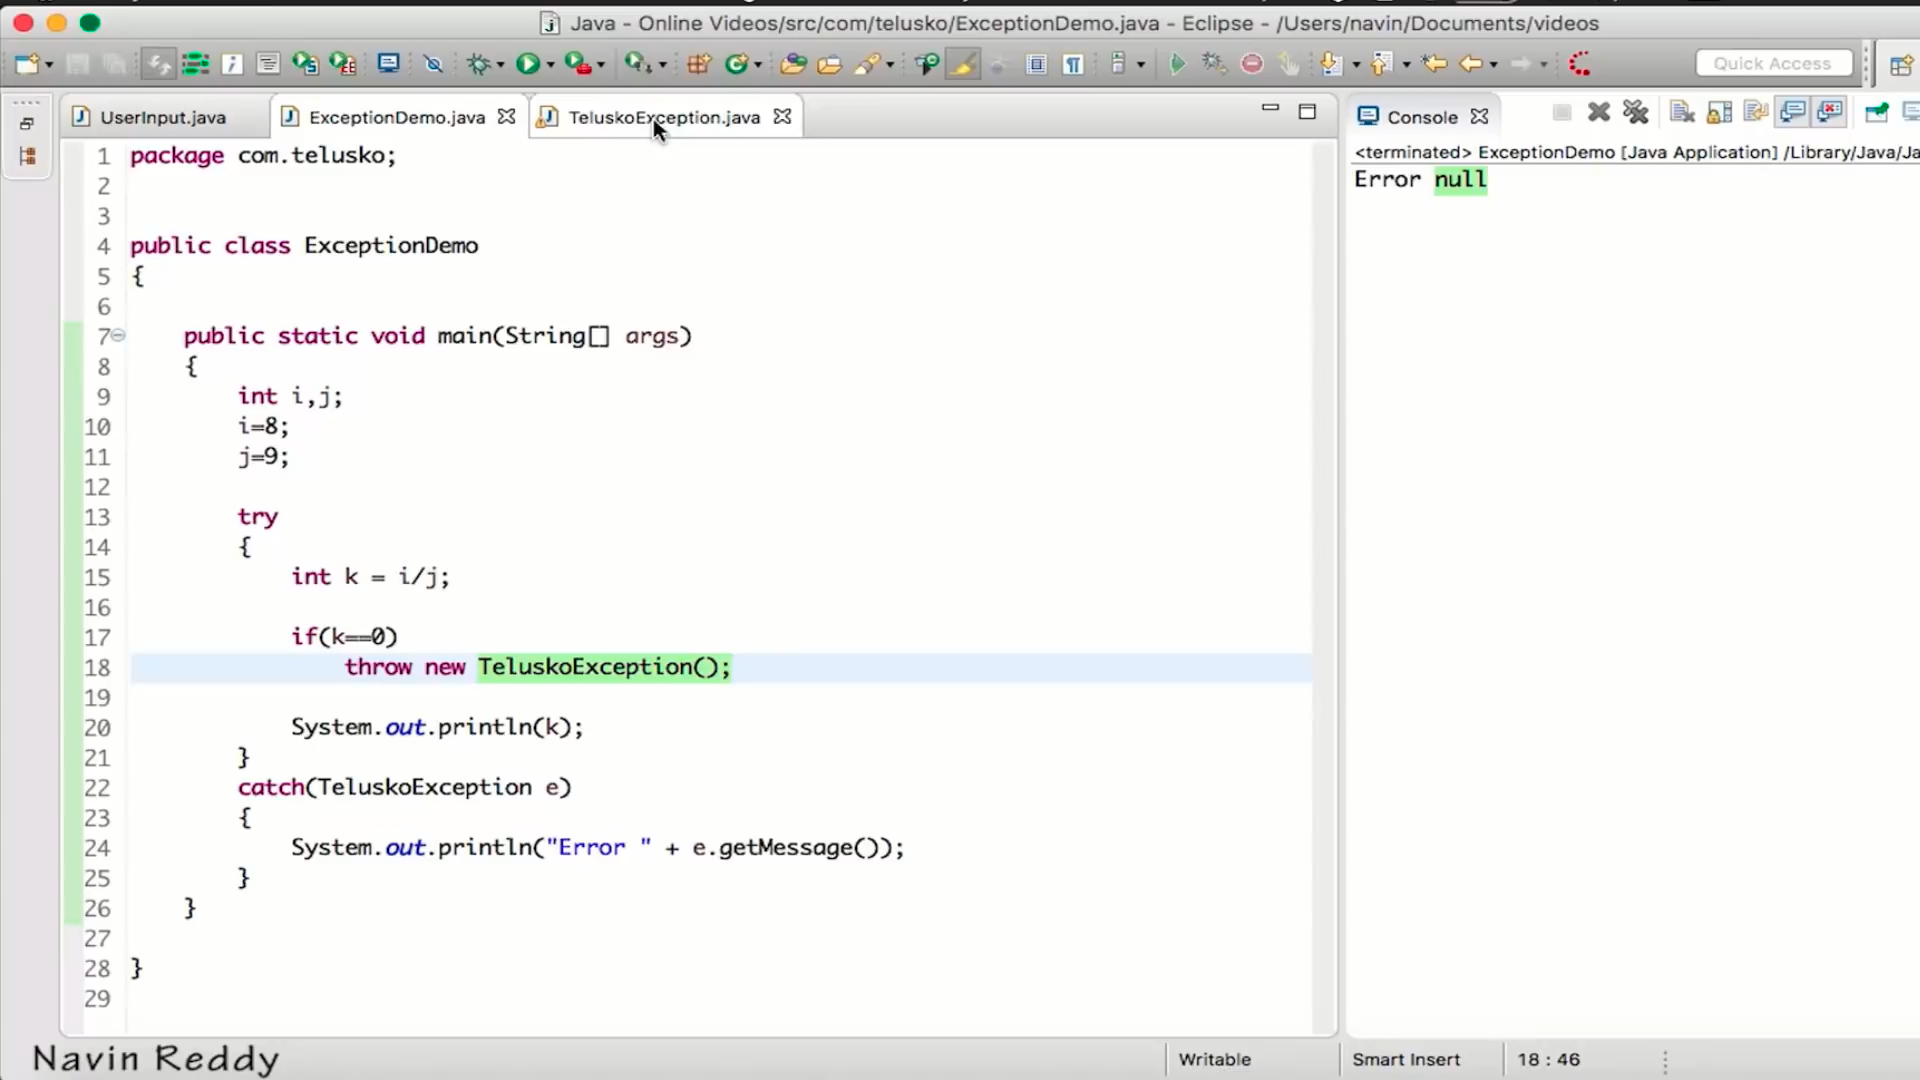 Java - Online Videos/src/com/telusko/ExceptionDemo.java - Eclipse - /Users/navin/Documents/videos
Quick Access
UserInput.java
ExceptionDemo.java
TeluskoException.java
Console
<terminated> ExceptionDemo [Java Application] /Library/Java/Ja
Error null
1 package com.telusko;
2
3
4 public class ExceptionDemo
5 {
6
7 public static void main(String[] args)
8 {
9 int i,j;
10 i=8;
11 j=9;
12
13 try
14 {
15 int k = i/j;
16
17 if(k==0)
18 throw new TeluskoException();
19
20 System.out.println(k);
21 }
22 catch(TeluskoException e)
23 {
24 System.out.println("Error " + e.getMessage());
25 }
26 }
27
28 }
29
Navin Reddy
Writable
Smart Insert
18 : 46